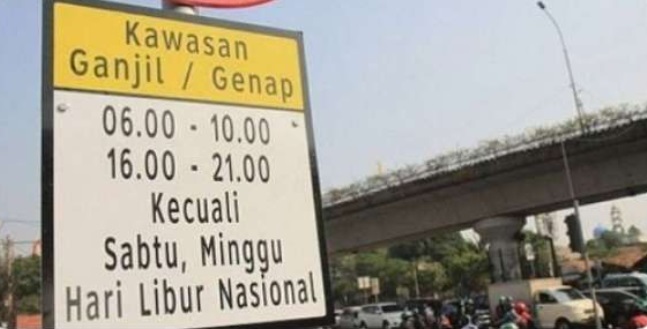 Kawasan
Ganjil / Genap
06.00 - 10.00
16.00 - 21.00
Kecuali
Sabtu, Minggu
Hari Libur Nasional